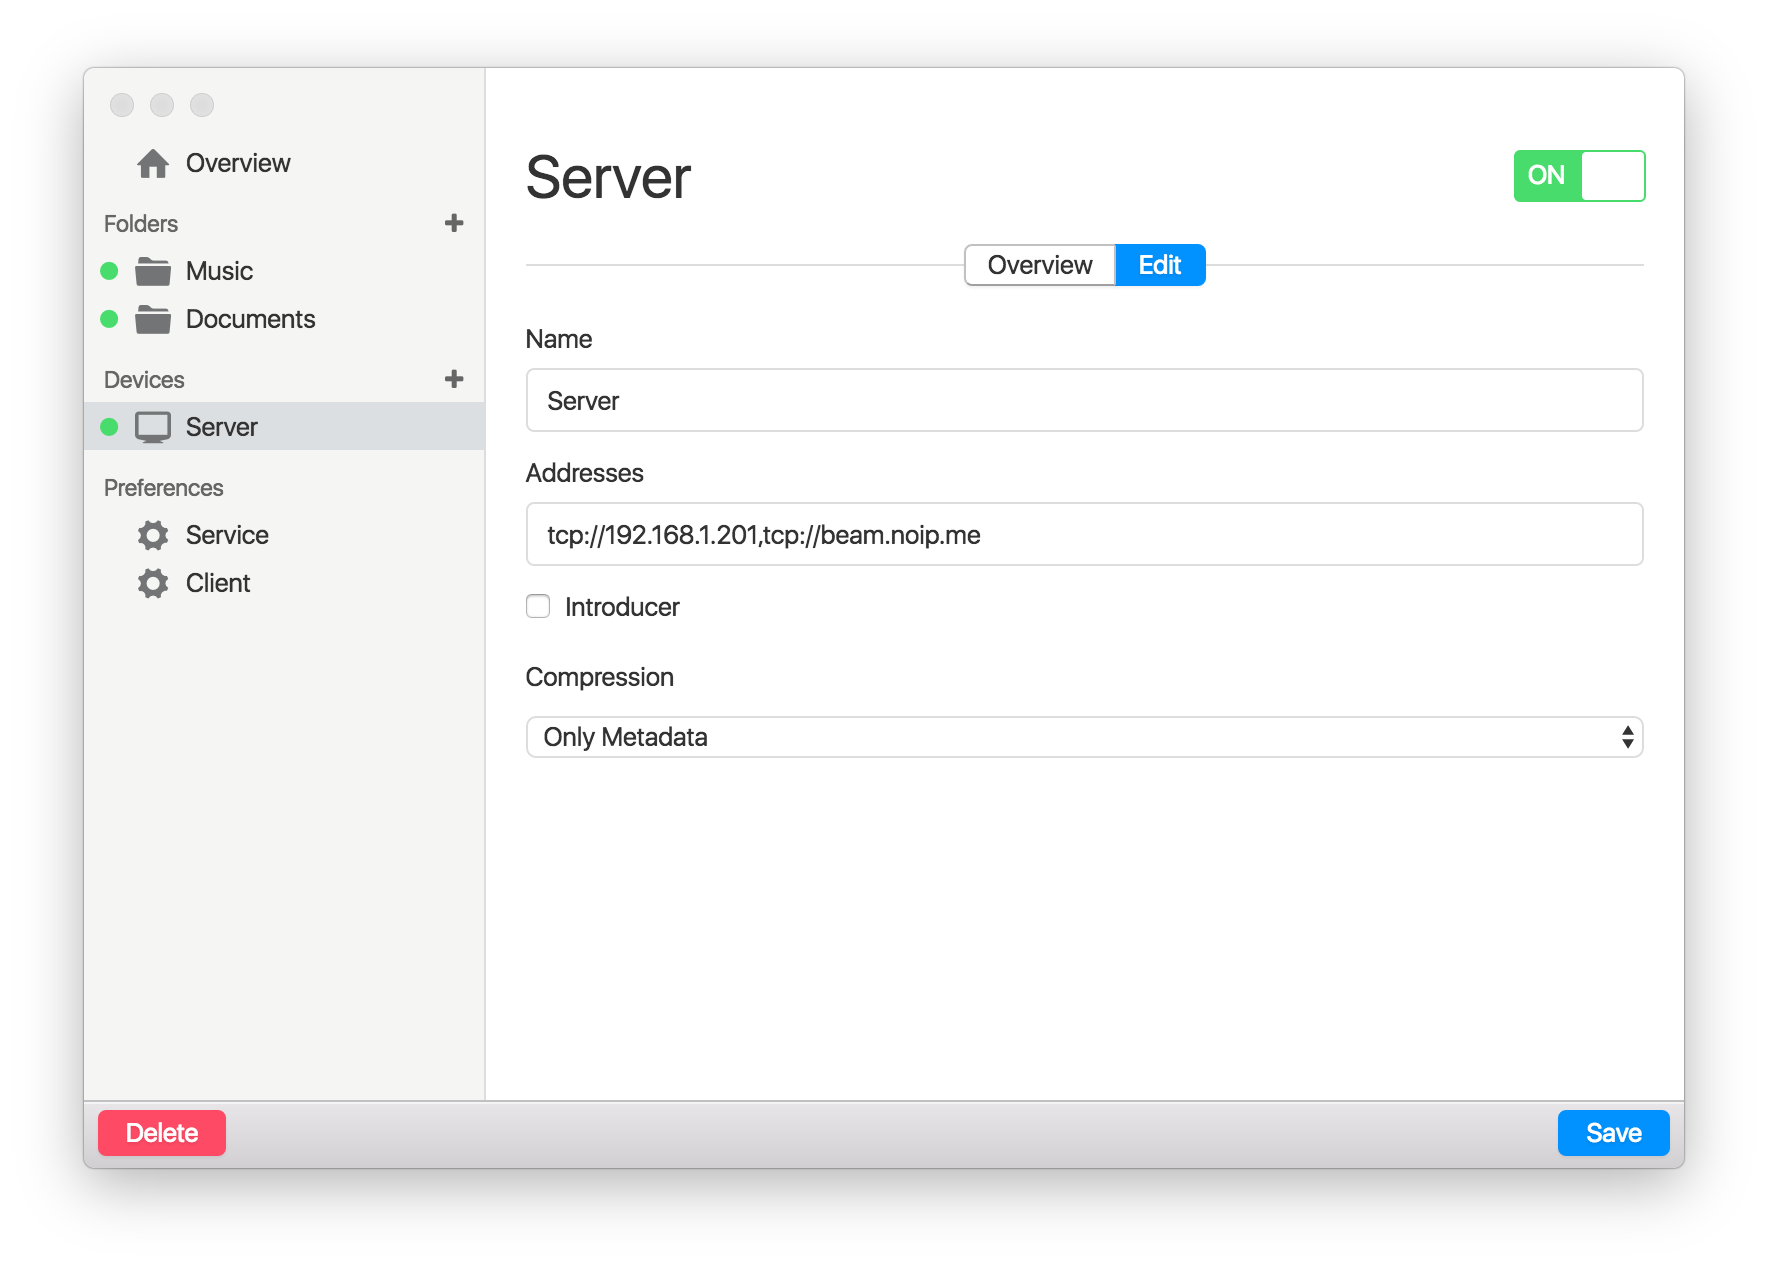 Overview
Folders
Music
Documents
Devices
Server
Preferences
Service
Client
Server
ON
Overview
Edit
Name
Server
Addresses
tcp://192.168.1.201,tcp://beam.noip.me
Introducer
Compression
Only Metadata
Delete
Save